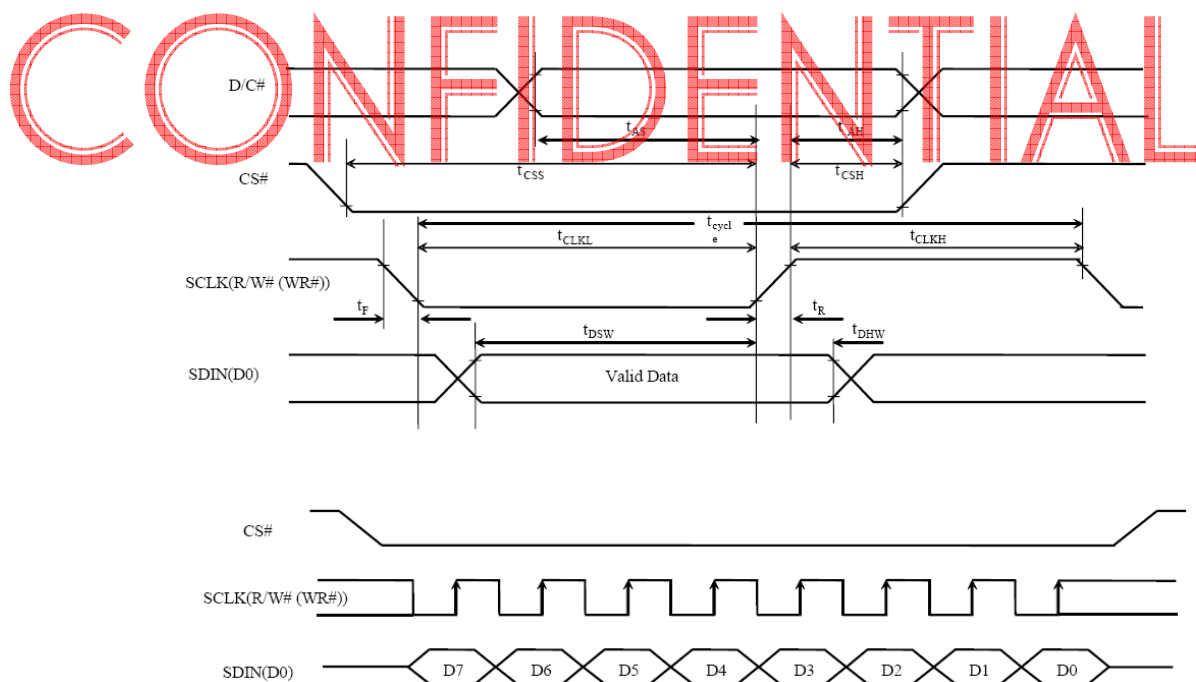 CONFIDENTIAL
D/C#
tAS tAH
tCSS tCSH
CS#
tcycl
e
tCLKL tCLKH
SCLK(R/W# (WR#))
tF tR
tDSW tDHW
SDIN(D0) Valid Data
CS#
SCLK(R/W# (WR#))
SDIN(D0) D7 D6 D5 D4 D3 D2 D1 D0